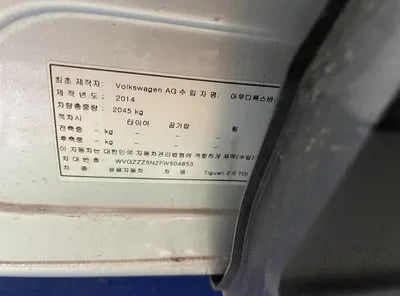 최초 제작자: Volkswagen AG 수 입 자 명: 아우디폭스바
제 작 년 도: 2014
차량총중량: 2045 kg
적차시 타이어 공기압 림
전축중: - kg - - -
후축중: - kg - - -
이 자동차는 대한민국 자동차관리법령에 적합하게 제작(수입)
차 대 번 호: WVGZZZ5NZFW504853
차 종: 승용자동차 차 명: Tiguan 2.0 TDI